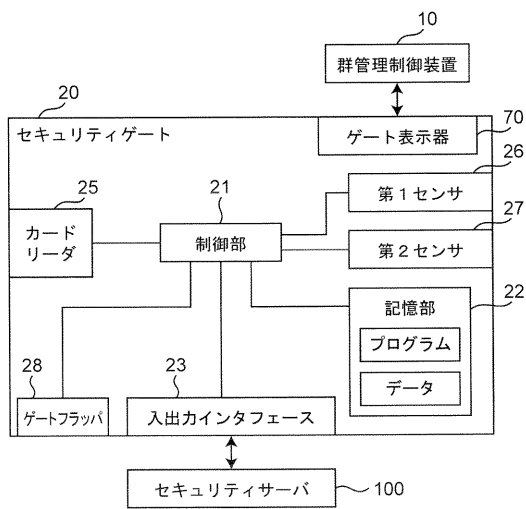 10
群管理制御装置
20
セキュリティゲート
ゲート表示器
70
26
25
21
第1センサ
27
カード
リーダ
制御部
第2センサ
22
記憶部
プログラム
28
23
データ
ゲートフラッパ
入出力インタフェース
セキュリティサーバ
100